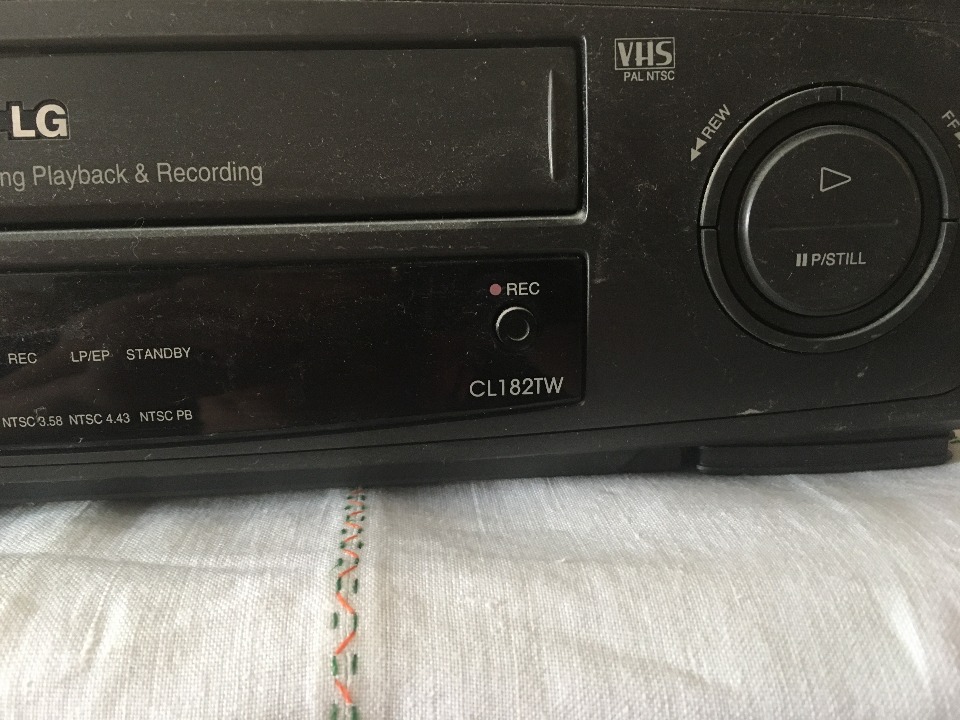 VHS
PAL NTSC
LG
ng Playback & Recording
REW
FF
P/STILL
REC
REC LP/EP STANDBY
CL182TW
NTSC 3.58 NTSC 4.43 NTSC PB